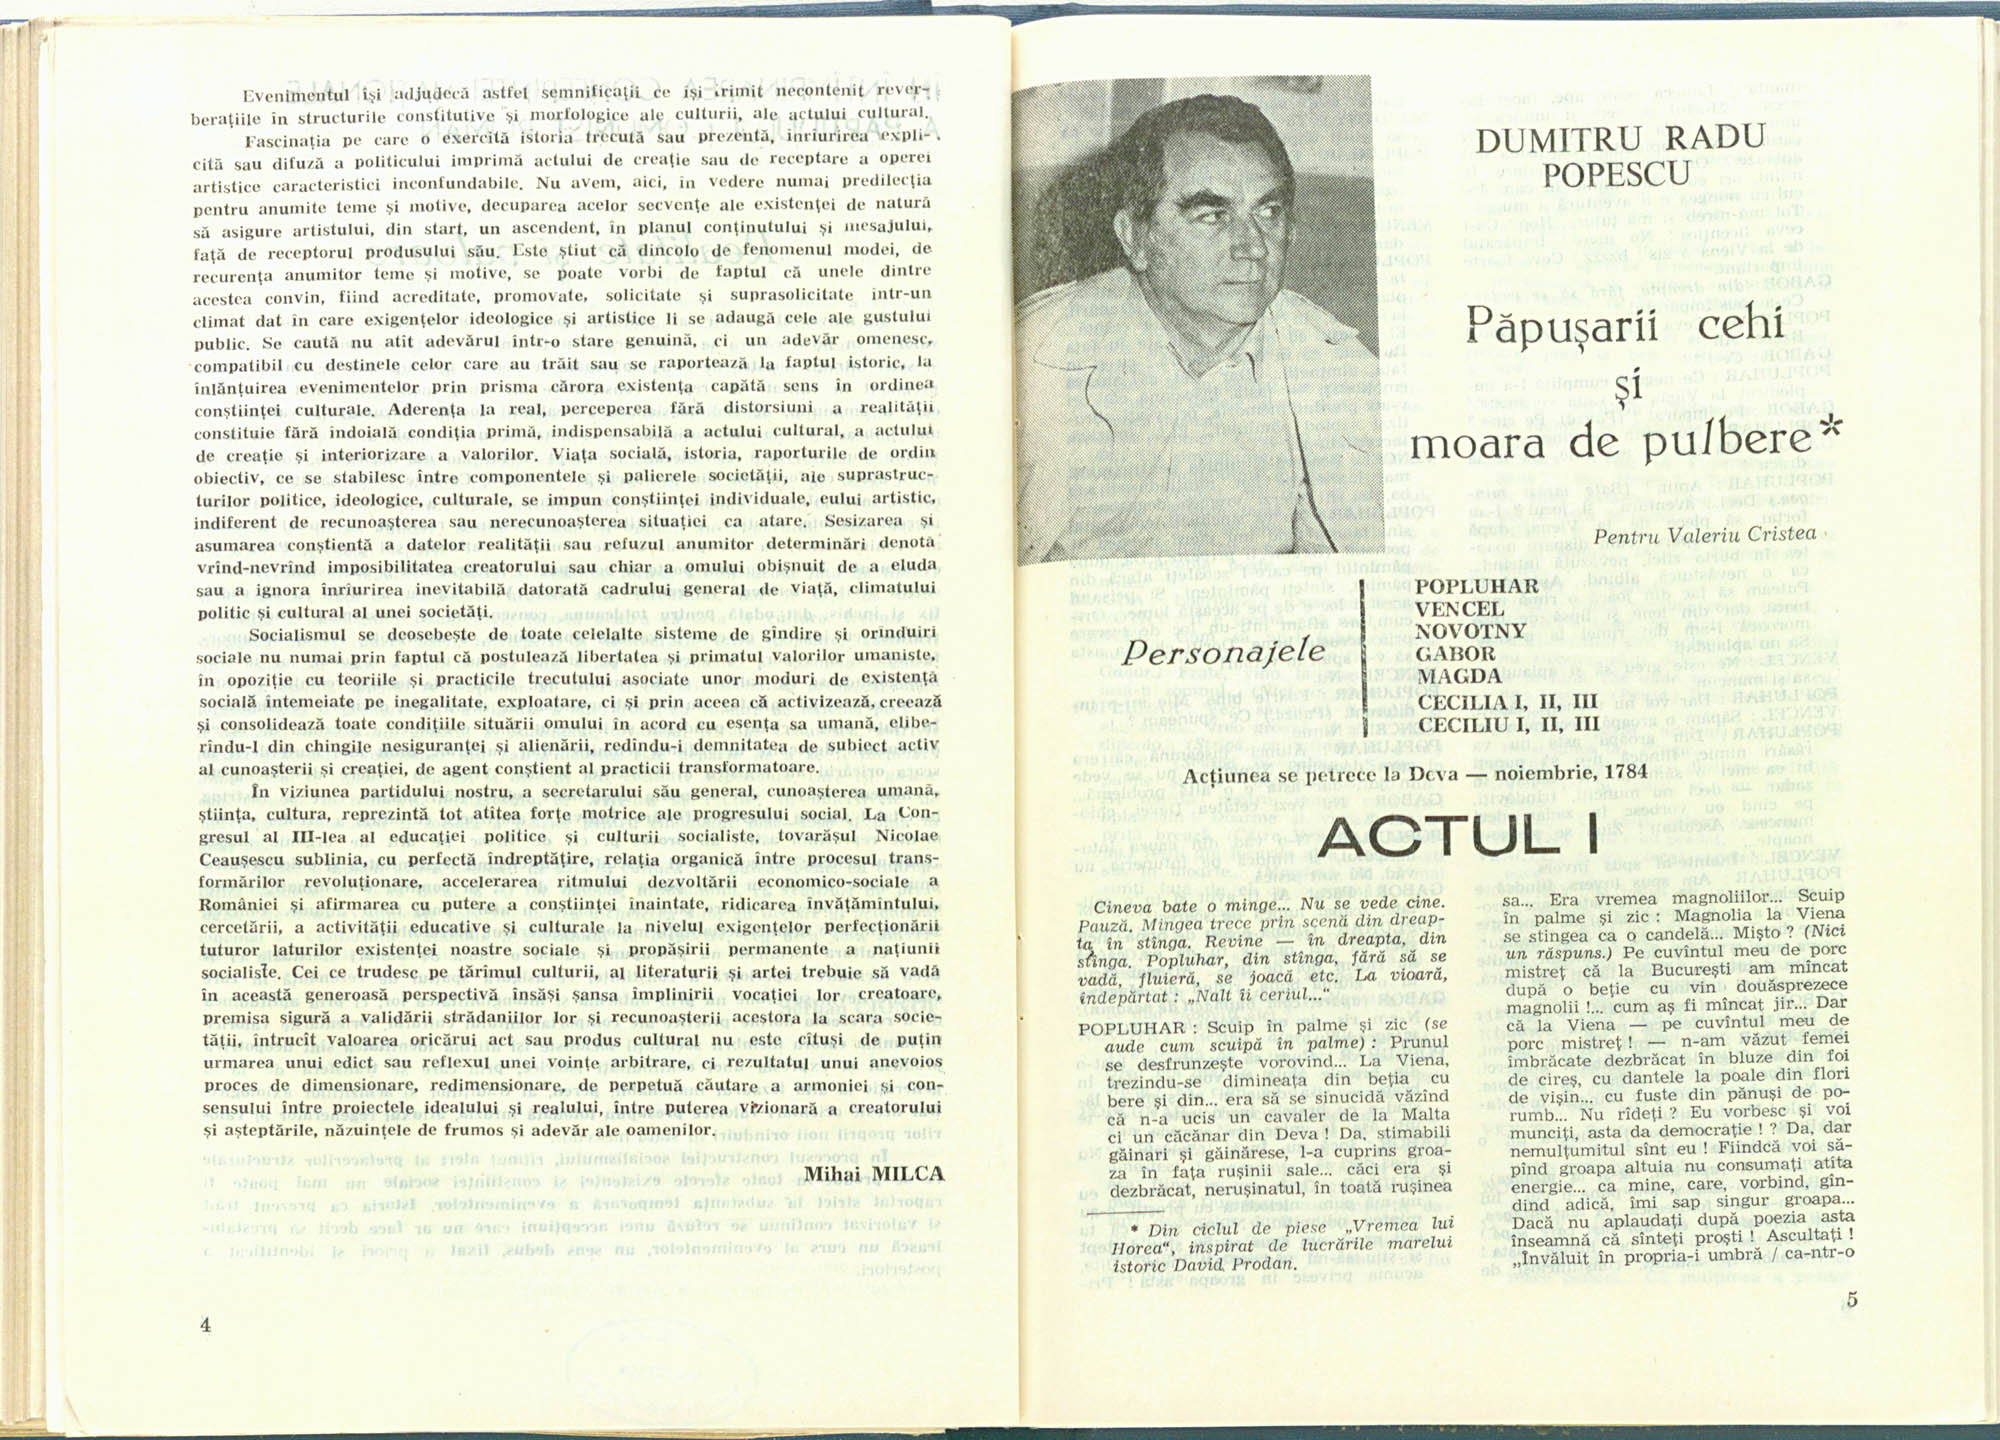 Evenimentul își adjudecă astfel semnificații ce își trimit necontenit rever-
berațiile în structurile constitutive și morfologice ale culturii, ale actului cultural.
Fascinația pe care o exercită istoria trecută sau prezentă, înrîurirea expli-
cită sau difuză a politicului imprimă actului de creație sau de receptare a operei
artistice caracteristici inconfundabile. Nu avem, aici, în vedere numai predilecția
pentru anumite teme și motive, decuparea acelor secvențe ale existenței de natură
să asigure artistului, din start, un ascendent, în planul conținutului și mesajului,
față de receptorul produsului său. Este știut că dincolo de fenomenul modei, de
recurența anumitor teme și motive, se poate vorbi de faptul că unele dintre
acestea convin, fiind acreditate, promovate, solicitate și suprasolicitate într-un
climat dat în care exigențelor ideologice și artistice li se adaugă cele ale gustului
public. Se caută nu atît adevărul într-o stare genuină, ci un adevăr omenesc,
compatibil cu destinele celor care au trăit sau se raportează la faptul istoric, la
înlănțuirea evenimentelor prin prisma cărora existența capătă sens în ordinea
conștiinței culturale. Aderența la real, perceperea fără distorsiuni a realității
constituie fără îndoială condiția primă, indispensabilă a actului cultural, a actului
de creație și interiorizare a valorilor. Viața socială, istoria, raporturile de ordin
obiectiv, ce se stabilesc între componentele și palierele societății, ale suprastruc-
turilor politice, ideologice, culturale, se impun conștiinței individuale, eului artistic,
indiferent de recunoașterea sau nerecunoașterea situației ca atare. Sesizarea și
asumarea conștientă a datelor realității sau refuzul anumitor determinări denotă
vrînd-nevrînd imposibilitatea creatorului sau chiar a omului obișnuit de a eluda
sau a ignora înrîurirea inevitabilă datorată cadrului general de viață, climatului
politic și cultural al unei societăți.
Socialismul se deosebește de toate celelalte sisteme de gîndire și orînduiri
sociale nu numai prin faptul că postulează libertatea și primatul valorilor umaniste,
în opoziție cu teoriile și practicile trecutului asociate unor moduri de existență
socială întemeiate pe inegalitate, exploatare, ci și prin aceea că activizează, creează
și consolidează toate condițiile situării omului în acord cu esența sa umană, elibe-
rîndu-l din chingile nesiguranței și alienării, redîndu-i demnitatea de subiect activ
al cunoașterii și creației, de agent conștient al practicii transformatoare.
În viziunea partidului nostru, a secretarului său general, cunoașterea umană,
știința, cultura, reprezintă tot atîtea forțe motrice ale progresului social. La Con-
gresul al III-lea al educației politice și culturii socialiste, tovarășul Nicolae
Ceaușescu sublinia, cu perfectă îndreptățire, relația organică între procesul trans-
formărilor revoluționare, accelerarea ritmului dezvoltării economico-sociale a
României și afirmarea cu putere a conștiinței înaintate, ridicarea învățămîntului,
cercetării, a activității educative și culturale la nivelul exigențelor perfecționării
tuturor laturilor existenței noastre sociale și propășirii permanente a națiunii
socialiste. Cei ce trudesc pe tărîmul culturii, al literaturii și artei trebuie să vadă
în această generoasă perspectivă însăși șansa împlinirii vocației lor creatoare,
premisa sigură a validării strădaniilor lor și recunoașterii acestora la scara socie-
tății, întrucît valoarea oricărui act sau produs cultural nu este cîtuși de puțin
urmarea unui edict sau reflexul unei voințe arbitrare, ci rezultatul unui anevoios
proces de dimensionare, redimensionare, de perpetuă căutare a armoniei și con-
sensului între proiectele idealului și realului, între puterea vizionară a creatorului
și așteptările, năzuințele de frumos și adevăr ale oamenilor.
Mihai MILCA
4
DUMITRU RADU
POPESCU
Păpușarii cehi
și
moara de pulbere*
Pentru Valeriu Cristea
Personajele
POPLUHAR
VENCEL
NOVOTNY
GABOR
MAGDA
CECILIA I, II, III
CECILIU I, II, III
Acțiunea se petrece la Deva — noiembrie, 1784
ACTUL I
Cineva bate o minge... Nu se vede cine.
Pauză. Mingea trece prin scenă din dreap-
ta în stînga. Revine — în dreapta, din
stînga. Popluhar, din stînga, fără să se
vadă, fluieră, se joacă etc. La vioară,
îndepărtat : „Nalt îi ceriul...“
POPLUHAR : Scuip în palme și zic (se
aude cum scuipă în palme) : Prunul
se desfrunzește vorovind... La Viena,
trezindu-se dimineața din beția cu
bere și din... era să se sinucidă văzînd
că n-a ucis un cavaler de la Malta
ci un căcănar din Deva ! Da, stimabili
găinari și găinărese, l-a cuprins groa-
za în fața rușinii sale... căci era și
dezbrăcat, nerușinatul, în toată rușinea
* Din ciclul de piese „Vremea lui
Horea“, inspirat de lucrările marelui
istoric David Prodan.
sa... Era vremea magnoliilor... Scuip
în palme și zic : Magnolia la Viena
se stingea ca o candelă... Mișto ? (Nici
un răspuns.) Pe cuvîntul meu de porc
mistreț că la București am mîncat
după o beție cu vin douăsprezece
magnolii !... cum aș fi mîncat jir... Dar
că la Viena — pe cuvîntul meu de
porc mistreț ! — n-am văzut femei
îmbrăcate dezbrăcat în bluze din foi
de cireș, cu dantele la poale din flori
de vișin... cu fuste din pănuși de po-
rumb... Nu rîdeți ? Eu vorbesc și voi
munciți, asta da democrație ! ? Da, dar
nemulțumitul sînt eu ! Fiindcă voi să-
pînd groapa altuia nu consumați atîta
energie... ca mine, care, vorbind, gîn-
dind adică, îmi sap singur groapa...
Dacă nu aplaudați după poezia asta
înseamnă că sînteți proști ! Ascultați !
„Învăluit în propria-i umbră / ca-ntr-o
5